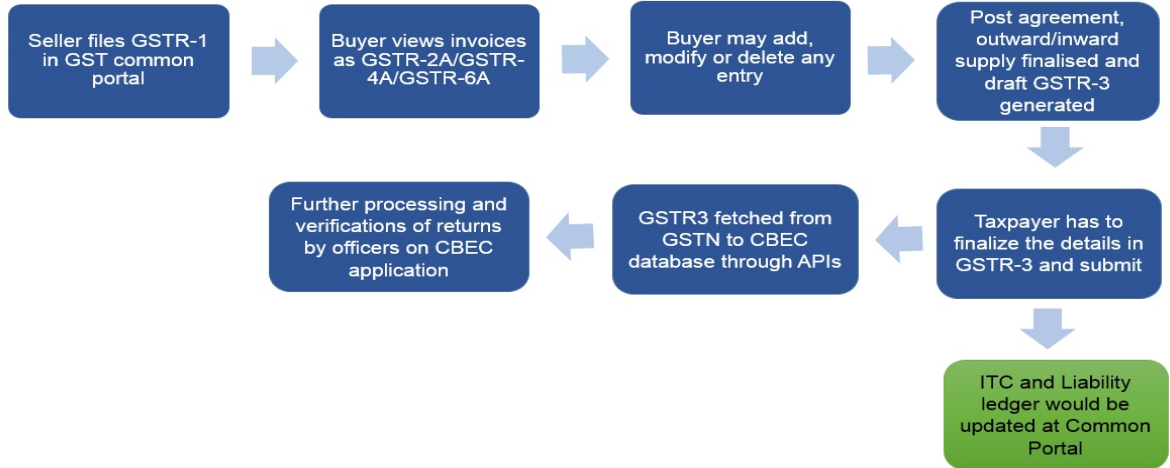 Seller files GSTR-1
in GST common
portal
Buyer views invoices
as GSTR-2A/GSTR-
4A/GSTR-6A
Buyer may add,
modify or delete any
entry
Post agreement,
outward/inward
supply finalised and
draft GSTR-3
generated
Taxpayer has to
finalize the details in
GSTR-3 and submit
GSTR3 fetched from
GSTN to CBEC
database through APIs
Further processing and
verifications of returns
by officers on CBEC
application
ITC and Liability
ledger would be
updated at Common
Portal